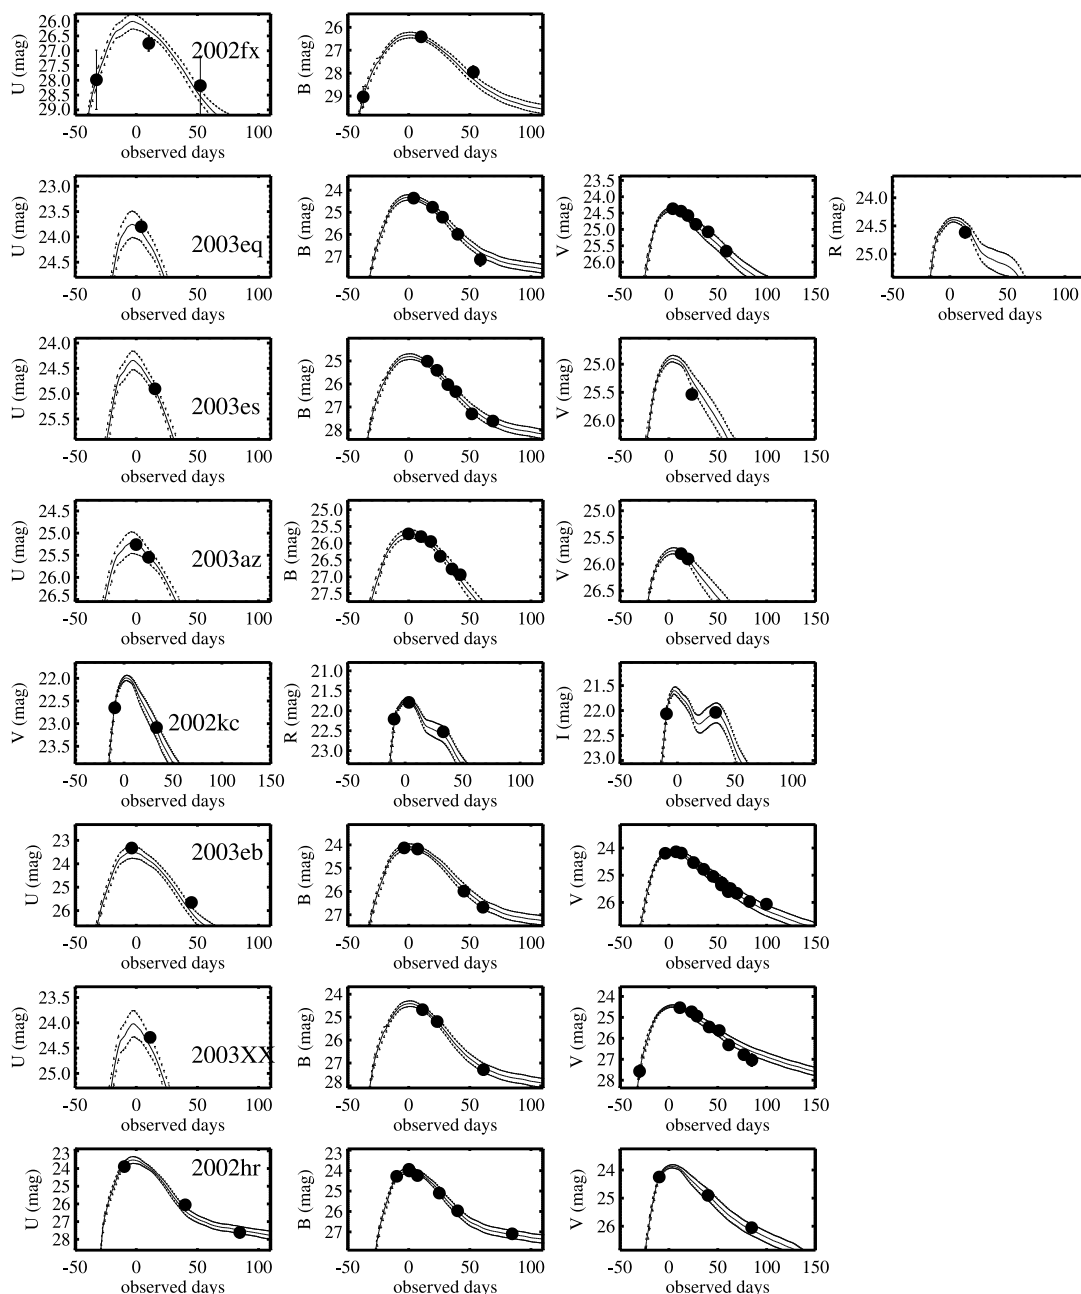 26.0
26.5
27.0
27.5
28.0
28.5
29.0
U (mag)
2002fx
-50 0 50 100
observed days
26
27
28
29
B (mag)
-50 0 50 100
observed days
23.0
23.5
24.0
24.5
U (mag)
2003eq
-50 0 50 100
observed days
24
25
26
27
B (mag)
-50 0 50 100
observed days
23.5
24.0
24.5
25.0
25.5
26.0
V (mag)
-50 0 50 100 150
observed days
24.0
24.5
25.0
R (mag)
-50 0 50 100
observed days
24.0
24.5
25.0
25.5
U (mag)
2003es
-50 0 50 100
observed days
25
26
27
28
B (mag)
-50 0 50 100
observed days
25.0
25.5
26.0
V (mag)
-50 0 50 100 150
observed days
25.0
25.5
26.0
26.5
U (mag)
2003az
-50 0 50 100
observed days
25.0
25.5
26.0
26.5
27.0
27.5
B (mag)
-50 0 50 100
observed days
25.0
25.5
26.0
26.5
V (mag)
-50 0 50 100 150
observed days
22.0
22.5
23.0
23.5
V (mag)
2002kc
-50 0 50 100 150
observed days
21.0
21.5
22.0
22.5
23.0
R (mag)
-50 0 50 100
observed days
21.5
22.0
22.5
23.0
I (mag)
-50 0 50 100
observed days
23
24
25
26
U (mag)
2003eb
-50 0 50 100
observed days
24
25
26
27
B (mag)
-50 0 50 100
observed days
24
25
26
V (mag)
-50 0 50 100 150
observed days
23.5
24.0
24.5
25.0
U (mag)
2003XX
-50 0 50 100
observed days
24
25
26
27
28
B (mag)
-50 0 50 100
observed days
24
25
26
27
28
V (mag)
-50 0 50 100 150
observed days
23
24
25
26
27
28
U (mag)
2002hr
-50 0 50 100
observed days
23
24
25
26
27
B (mag)
-50 0 50 100
observed days
24
25
26
V (mag)
-50 0 50 100 150
observed days